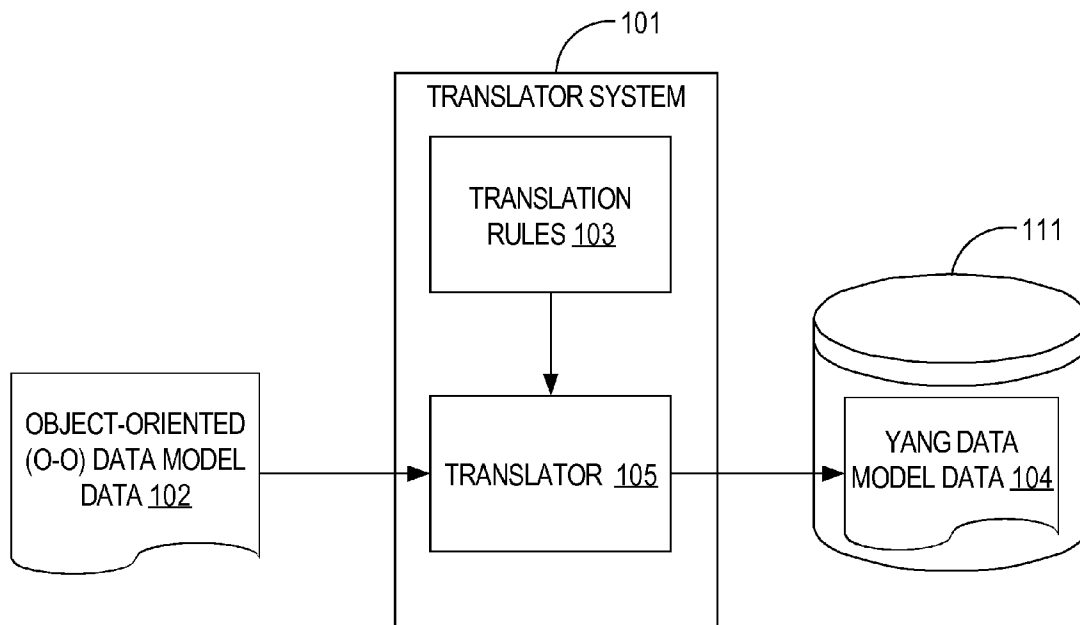 101
TRANSLATOR SYSTEM
TRANSLATION
RULES 103
111
OBJECT-ORIENTED
(O-O) DATA MODEL
DATA 102
TRANSLATOR 105
YANG DATA
MODEL DATA 104